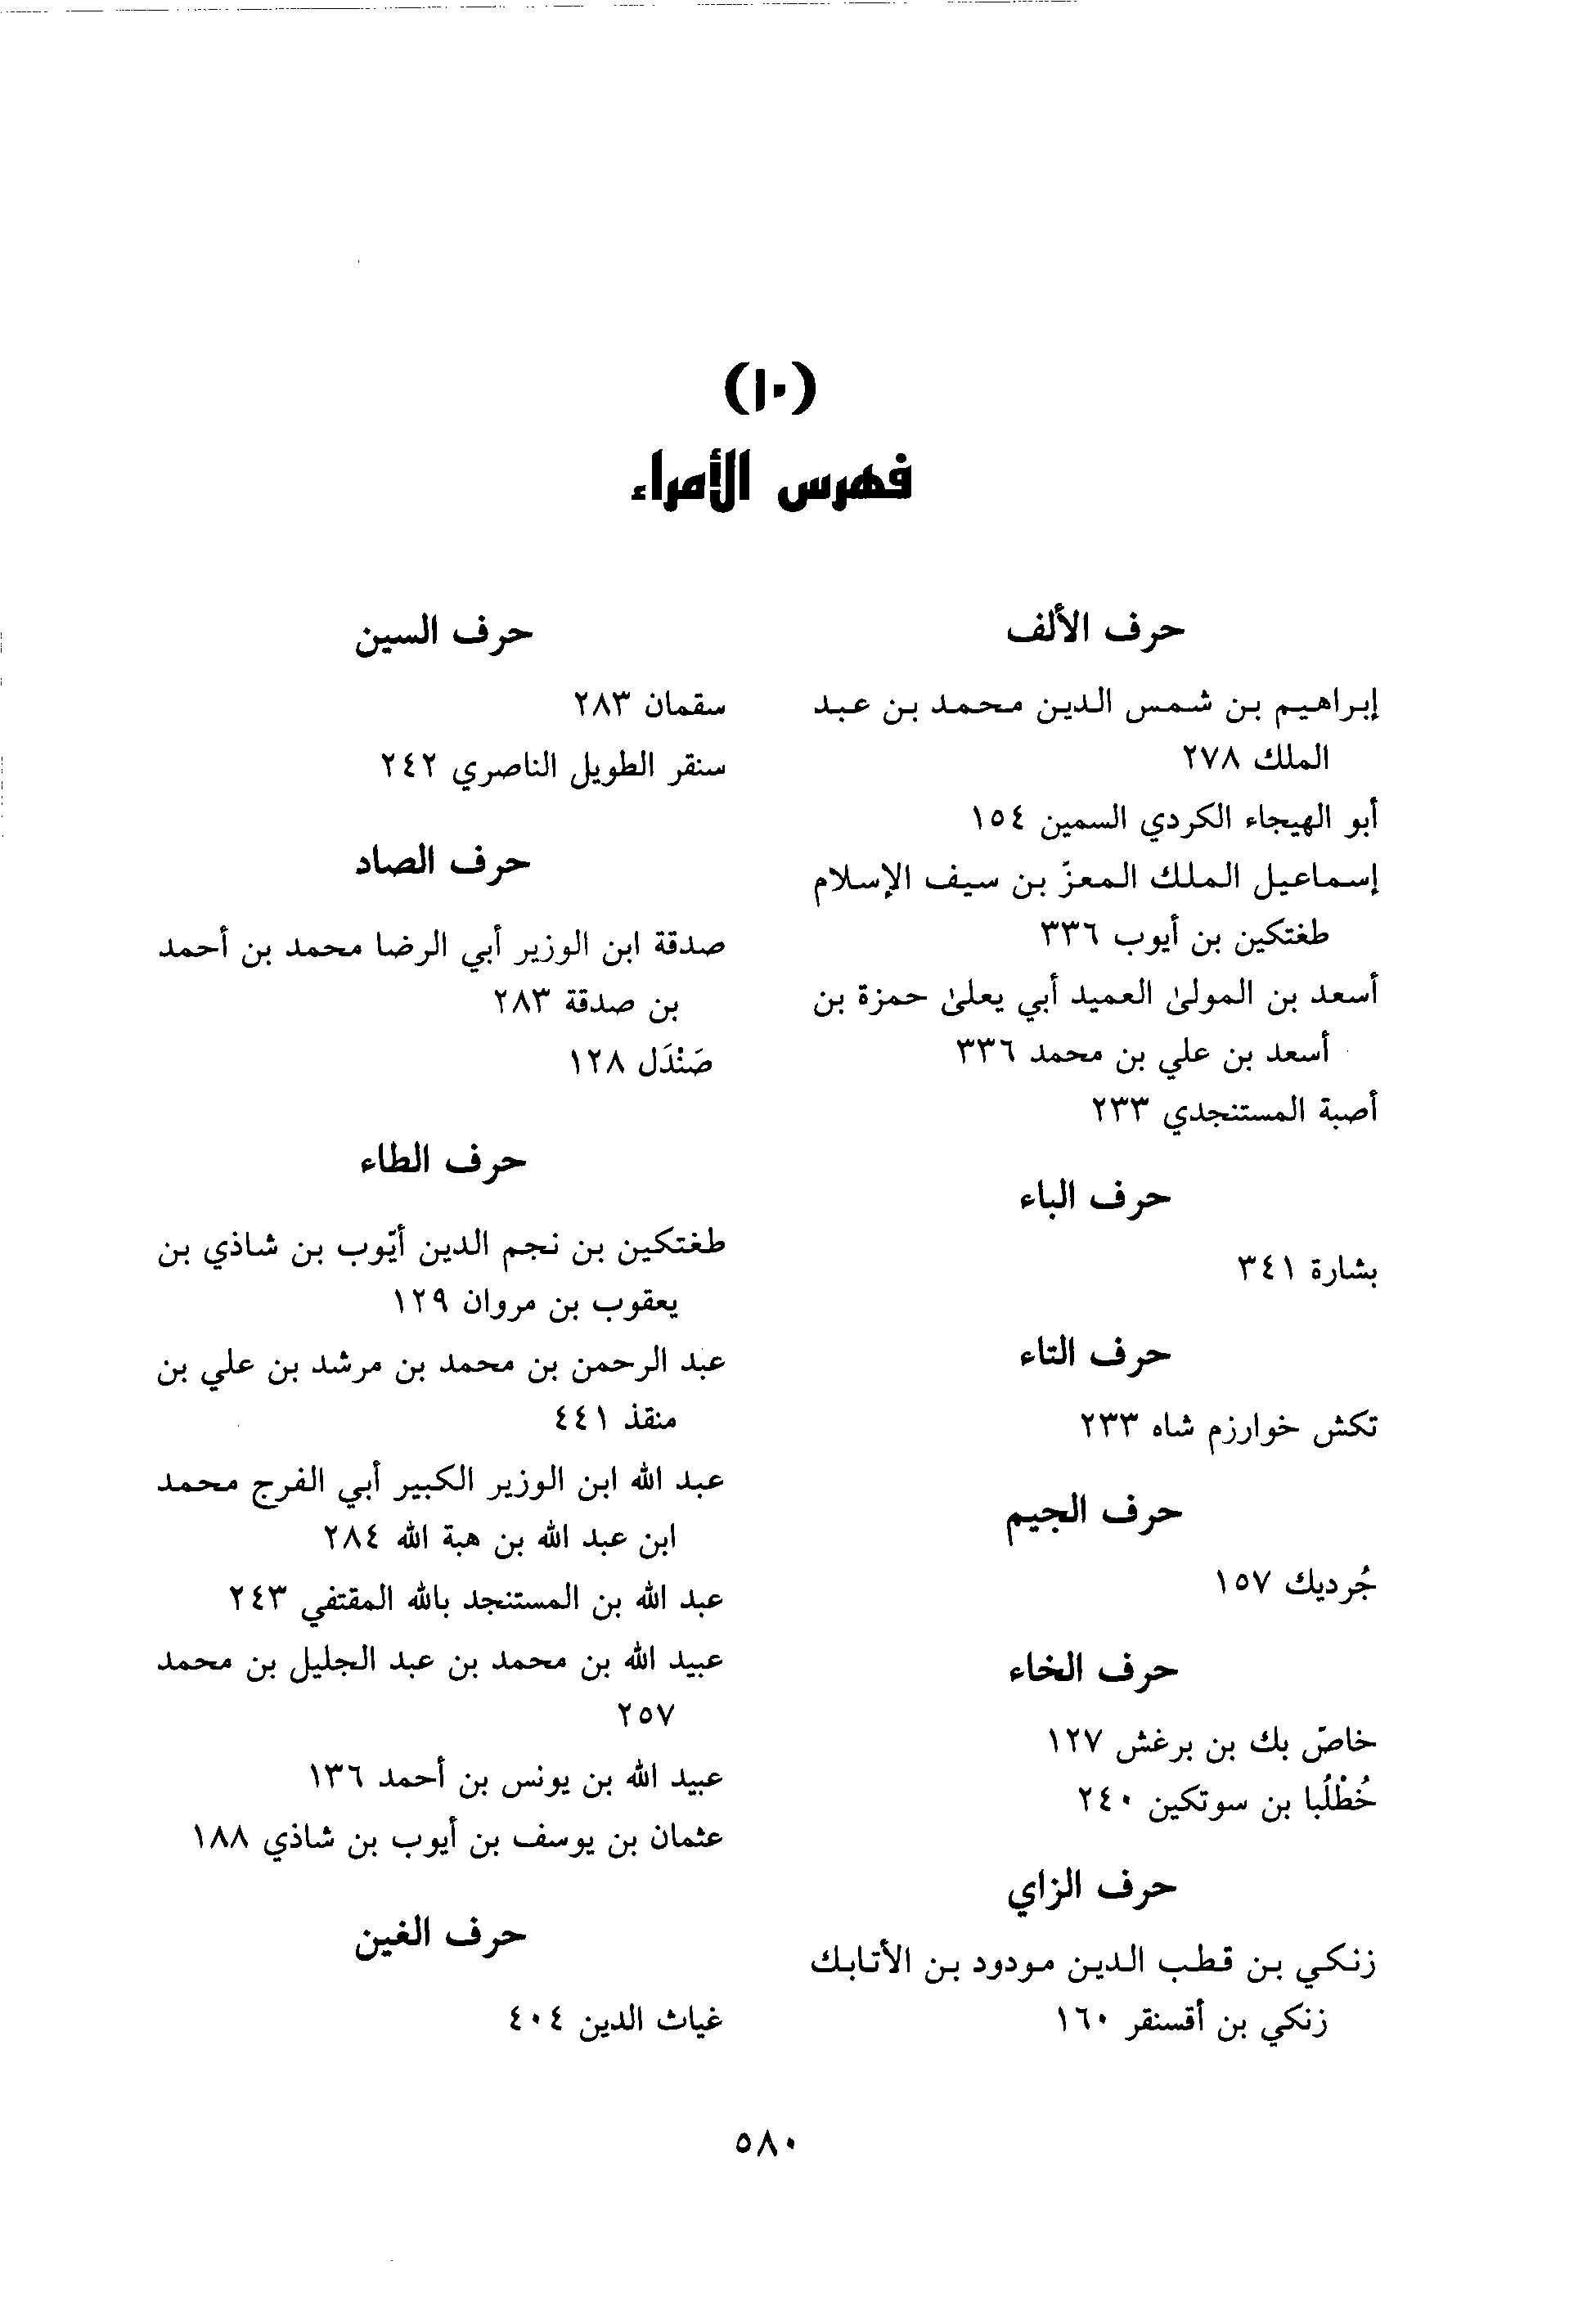 (١٠)
فهرس الأمراء
حرف الألف
إبراهيم بن شمس الدين محمد بن عبد
الملك ٢٧٨
أبو الهيجاء الكردي السمين ١٥٤
إسماعيل الملك المعزّ بن سيف الإسلام
طغتكين بن أيوب ٣٣٦
أسعد بن المولىٰ العميد أبي يعلىٰ حمزة بن
أسعد بن علي بن محمد ٣٣٦
أصبة المستنجدي ٢٣٣
حرف الباء
بشارة ٣٤١
حرف التاء
تكش خوارزم شاه ٢٣٣
حرف الجيم
جُرديك ١٥٧
حرف الخاء
خاصّ بك بن برغش ١٢٧
خُطْلُبا بن سوتكين ٢٤٠
حرف الزاي
زنكي بن قطب الدين مودود بن الأتابك
زنكي بن أقسنقر ١٦٠
حرف السين
سقمان ٢٨٣
سنقر الطويل الناصري ٢٤٢
حرف الصاد
صدقة ابن الوزير أبي الرضا محمد بن أحمد
بن صدقة ٢٨٣
صَنْدَل ١٢٨
حرف الطاء
طغتكين بن نجم الدين أيّوب بن شاذي بن
يعقوب بن مروان ١٢٩
عبد الرحمن بن محمد بن مرشد بن علي بن
منقذ ٤٤١
عبد الله ابن الوزير الكبير أبي الفرج محمد
ابن عبد الله بن هبة الله ٢٨٤
عبد الله بن المستنجد بالله المقتفي ٢٤٣
عبيد الله بن محمد بن عبد الجليل بن محمد
٢٥٧
عبيد الله بن يونس بن أحمد ١٣٦
عثمان بن يوسف بن أيوب بن شاذي ١٨٨
حرف الغين
غياث الدين ٤٠٤
٥٨٠